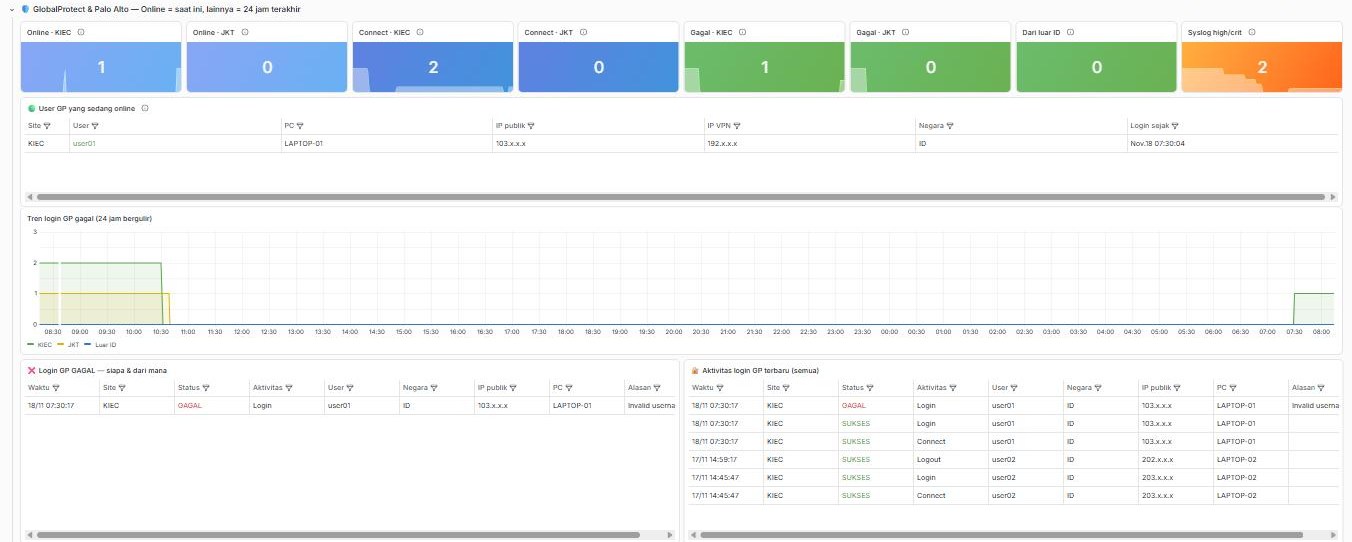 GlobalProtect & Palo Alto — Online = saat ini, lainnya = 24 jam terakhir
Online · KIEC
Online · JKT
Connect · KIEC
Connect · JKT
Gagal · KIEC
Gagal · JKT
Dari luar ID
Syslog high/crit
1
0
2
0
1
0
0
2
User GP yang sedang online
Site User PC IP publik IP VPN Negara Login sejak
KIEC user01 LAPTOP-01 103.x.x.x 192.x.x.x ID Nov.18 07:30:04
Tren login GP gagal (24 jam bergulir)
3
2
1
0
08:30 09:00 09:30 10:00 10:30 11:00 11:30 12:00 12:30 13:00 13:30 14:00 14:30 15:00 15:30 16:00 16:30 17:00 17:30 18:00 18:30 19:00 19:30 20:00 20:30 21:00 21:30 22:00 22:30 23:00 23:30 00:00 00:30 01:00 01:30 02:00 02:30 03:00 03:30 04:00 04:30 05:00 05:30 06:00 06:30 07:00 07:30 08:00
KIEC JKT Luar ID
Login GP GAGAL — siapa & dari mana
Waktu Site Status Aktivitas User Negara IP publik PC Alasan
18/11 07:30:17 KIEC GAGAL Login user01 ID 103.x.x.x LAPTOP-01 Invalid userna
Aktivitas login GP terbaru (semua)
Waktu Site Status Aktivitas User Negara IP publik PC Alasan
18/11 07:30:17 KIEC GAGAL Login user01 ID 103.x.x.x LAPTOP-01 Invalid userna
18/11 07:30:17 KIEC SUKSES Login user01 ID 103.x.x.x LAPTOP-01
18/11 07:30:17 KIEC SUKSES Connect user01 ID 103.x.x.x LAPTOP-01
17/11 14:59:17 KIEC SUKSES Logout user02 ID 202.x.x.x LAPTOP-02
17/11 14:45:47 KIEC SUKSES Login user02 ID 203.x.x.x LAPTOP-02
17/11 14:45:47 KIEC SUKSES Connect user02 ID 203.x.x.x LAPTOP-02